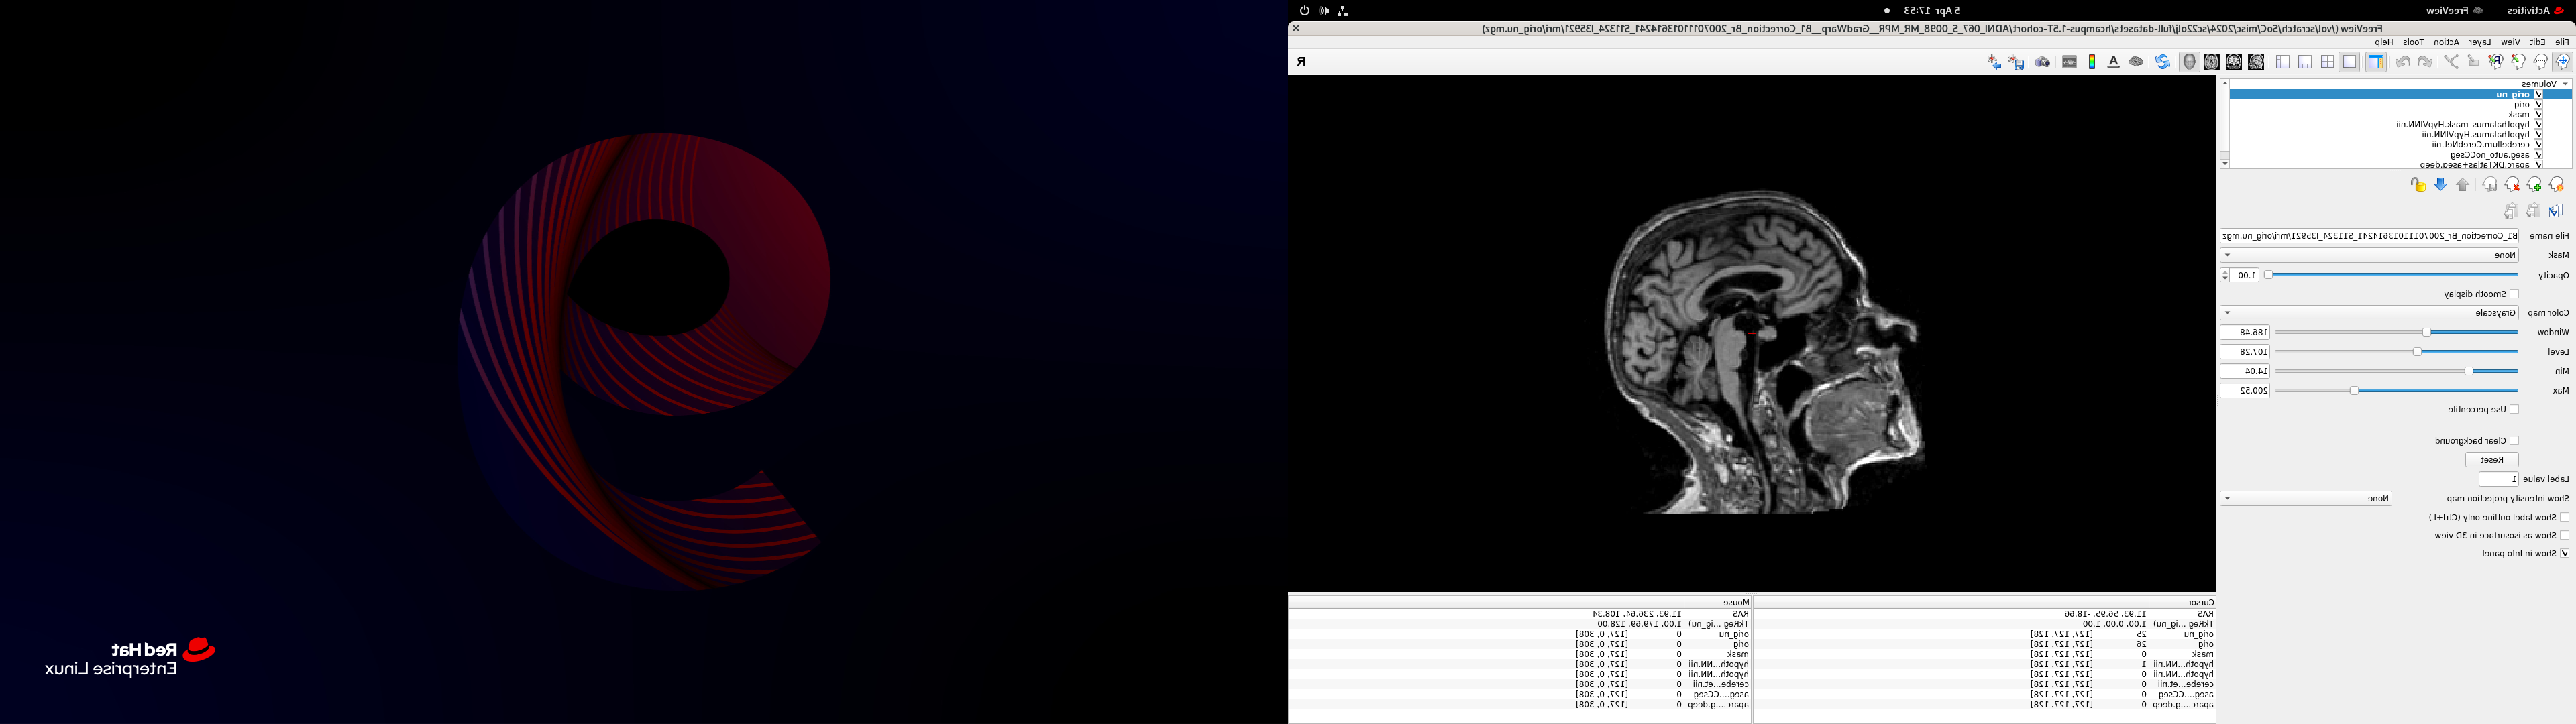 Activities FreeView 5 Apr 17:53
FreeView (/vol/scratch/SoC/misc/2024/sc22olj/full-datasets/hcampus-1.5T-cohort/ADNI_067_S_0098_MR_MPR__GradWarp__B1_Correction_Br_20070111101361424​1_S11324_I35921/mri/orig_nu.mgz)
File Edit View Layer Action Tools Help
R
Volumes
orig_nu
orig
mask
hypothalamus_mask.HypVINN.nii
hypothalamus.HypVINN.nii
cerebellum.CerebNet.nii
aseg.auto_noCCseg
aparc.DKTatlas+aseg.deep
File name B1_Correction_Br_20070111101361424​1_S11324_I35921/mri/orig_nu.mgz
Mask None
Opacity 1.00
Smooth display
Color map Grayscale
Window 186.48
Level 107.28
Min 14.04
Max 200.52
Use percentile
Clear background
Reset
Label value 1
Show intensity projection map None
Show label outline only (Ctrl+L)
Show as isosurface in 3D view
Show in Info panel
Cursor
RAS 11.93, 56.95, -18.66
TkReg ...ig_nu) 1.00, 0.00, 1.00
orig_nu 25 [127, 127, 128]
orig 26 [127, 127, 128]
mask 0 [127, 127, 128]
hypoth...NN.nii 1 [127, 127, 128]
hypoth...NN.nii 0 [127, 127, 128]
cerebe...et.nii 0 [127, 127, 128]
aseg....CCseg 0 [127, 127, 128]
aparc....g.deep 0 [127, 127, 128]
Mouse
RAS 11.93, 236.64, 108.34
TkReg ...ig_nu) 1.00, 179.69, 128.00
orig_nu 0 [127, 0, 308]
orig 0 [127, 0, 308]
mask 0 [127, 0, 308]
hypoth...NN.nii 0 [127, 0, 308]
hypoth...NN.nii 0 [127, 0, 308]
cerebe...et.nii 0 [127, 0, 308]
aseg....CCseg 0 [127, 0, 308]
aparc....g.deep 0 [127, 0, 308]
Red Hat
Enterprise Linux